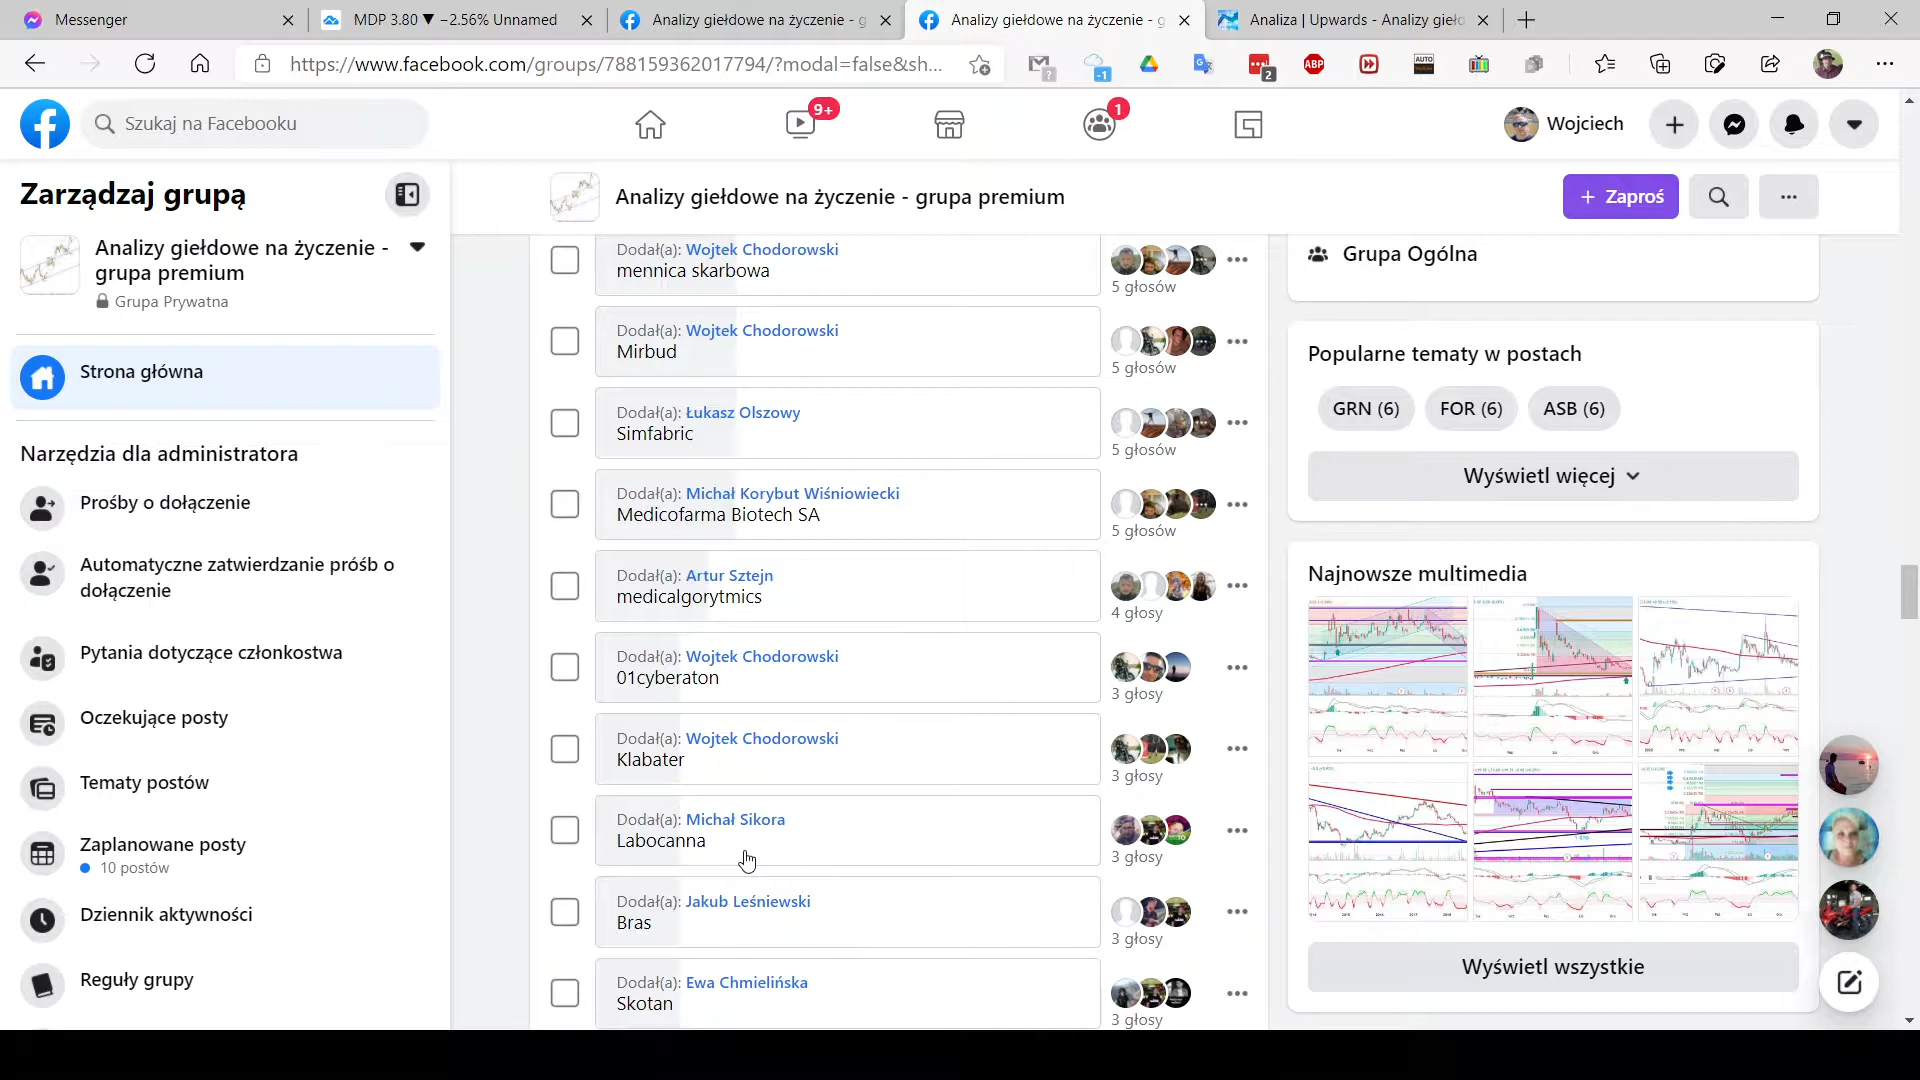 Messenger
MDP 3.80 ▼ −2.56% Unnamed
Analizy giełdowe na życzenie - g
Analizy giełdowe na życzenie - g
Analiza | Upwards - Analizy giełd
https://www.facebook.com/groups/788159362017794/?modal=false&sh...
?
-1
2
ABP
AUTO
Szukaj na Facebooku
9+
1
Wojciech
Zarządzaj grupą
Analizy giełdowe na życzenie -
grupa premium
Grupa Prywatna
Strona główna
Narzędzia dla administratora
Prośby o dołączenie
Automatyczne zatwierdzanie próśb o
dołączenie
Pytania dotyczące członkostwa
Oczekujące posty
Tematy postów
Zaplanowane posty
10 postów
Dziennik aktywności
Reguły grupy
Analizy giełdowe na życzenie - grupa premium
+ Zaproś
Dodał(a): Wojtek Chodorowski
mennica skarbowa
5 głosów
Dodał(a): Wojtek Chodorowski
Mirbud
5 głosów
Dodał(a): Łukasz Olszowy
Simfabric
5 głosów
Dodał(a): Michał Korybut Wiśniowiecki
Medicofarma Biotech SA
5 głosów
Dodał(a): Artur Sztejn
medicalgorytmics
4 głosy
Dodał(a): Wojtek Chodorowski
01cyberaton
3 głosy
Dodał(a): Wojtek Chodorowski
Klabater
3 głosy
Dodał(a): Michał Sikora
Labocanna
3 głosy
Dodał(a): Jakub Leśniewski
Bras
3 głosy
Dodał(a): Ewa Chmielińska
Skotan
3 głosy
Grupa Ogólna
Popularne tematy w postach
GRN (6)
FOR (6)
ASB (6)
Wyświetl więcej
Najnowsze multimedia
Wyświetl wszystkie